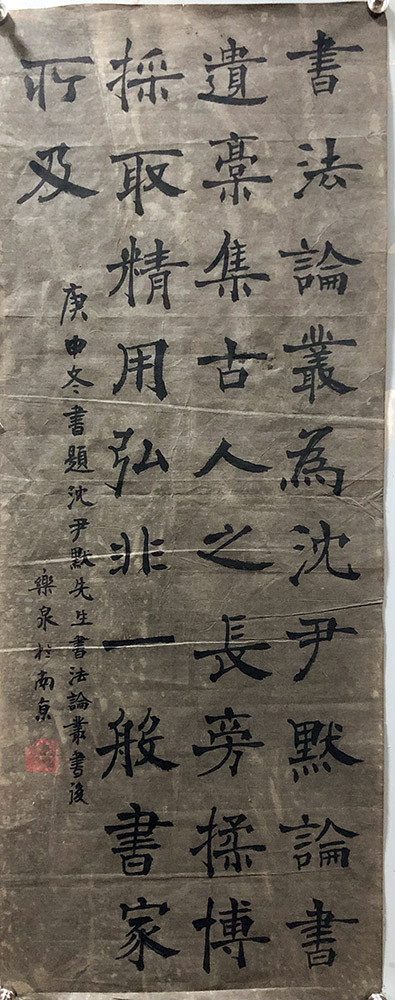 書法論叢為沈尹默論書
遺稾集古人之長旁揉博
採取精用弘非一般書家
所及
庚申冬書題沈尹默先生書法論叢書後
樂泉於南京